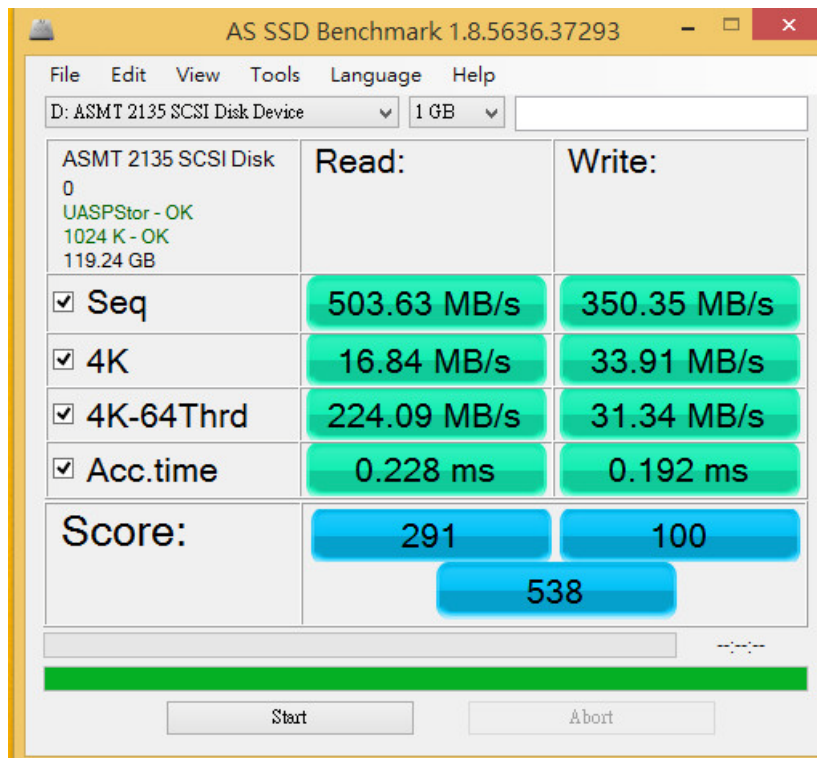 AS SSD Benchmark 1.8.5636.37293
File Edit View Tools Language Help
D: ASMT 2135 SCSI Disk Device 1 GB
ASMT 2135 SCSI Disk Read: Write:
0
UASPStor - OK
1024 K - OK
119.24 GB
Seq 503.63 MB/s 350.35 MB/s
4K 16.84 MB/s 33.91 MB/s
4K-64Thrd 224.09 MB/s 31.34 MB/s
Acc.time 0.228 ms 0.192 ms
Score: 291 100
538
--:--:--
Start Abort